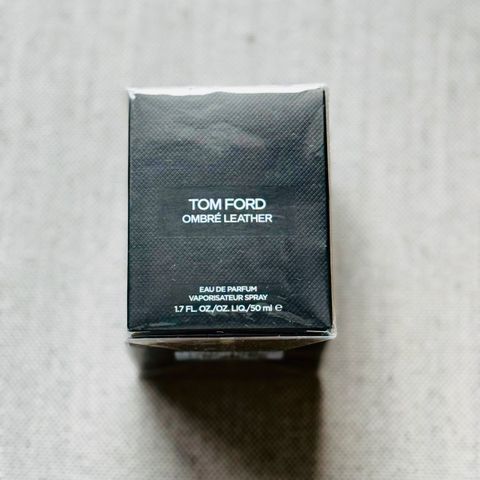 TOM FORD
OMBRÉ LEATHER
EAU DE PARFUM
VAPORISATEUR SPRAY
1.7 FL. OZ./OZ. LIQ./50 ml ℮